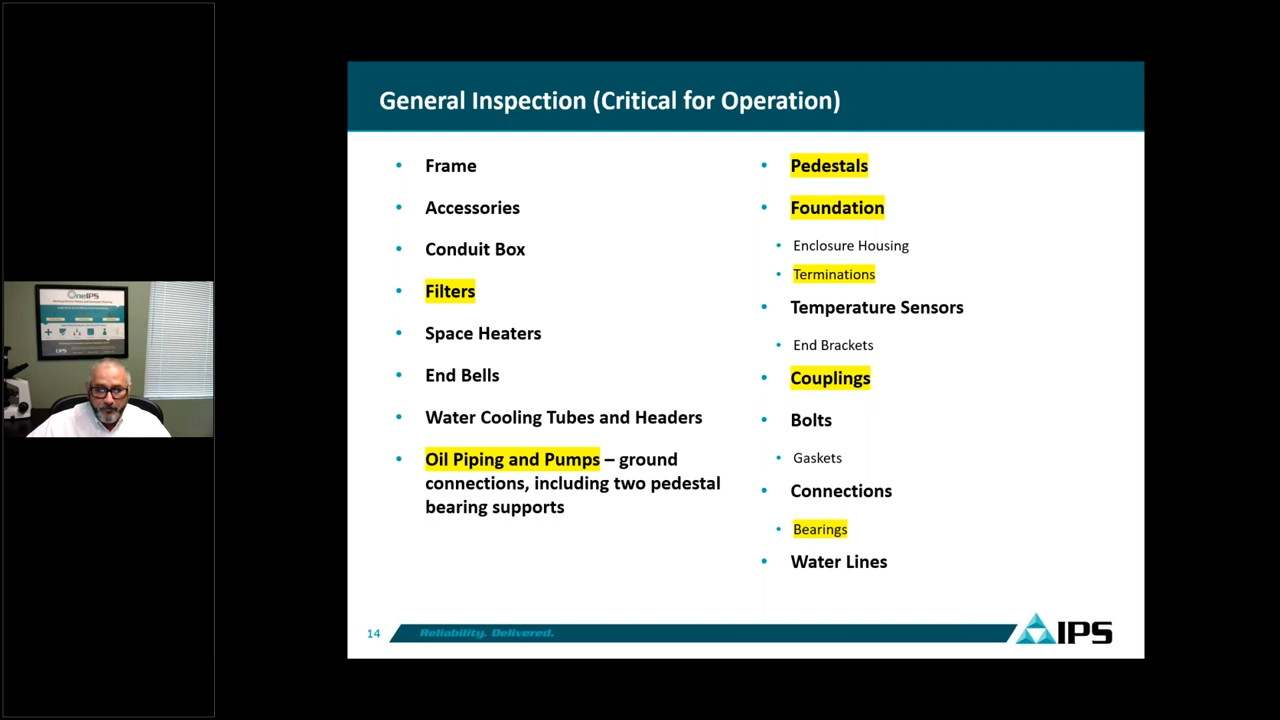 General Inspection (Critical for Operation)
• Frame
• Accessories
• Conduit Box
• Filters
• Space Heaters
• End Bells
• Water Cooling Tubes and Headers
• Oil Piping and Pumps – ground
connections, including two pedestal
bearing supports
• Pedestals
• Foundation
• Enclosure Housing
• Terminations
• Temperature Sensors
• End Brackets
• Couplings
• Bolts
• Gaskets
• Connections
• Bearings
• Water Lines
14
Reliability. Delivered.
IPS
OneIPS
IPS